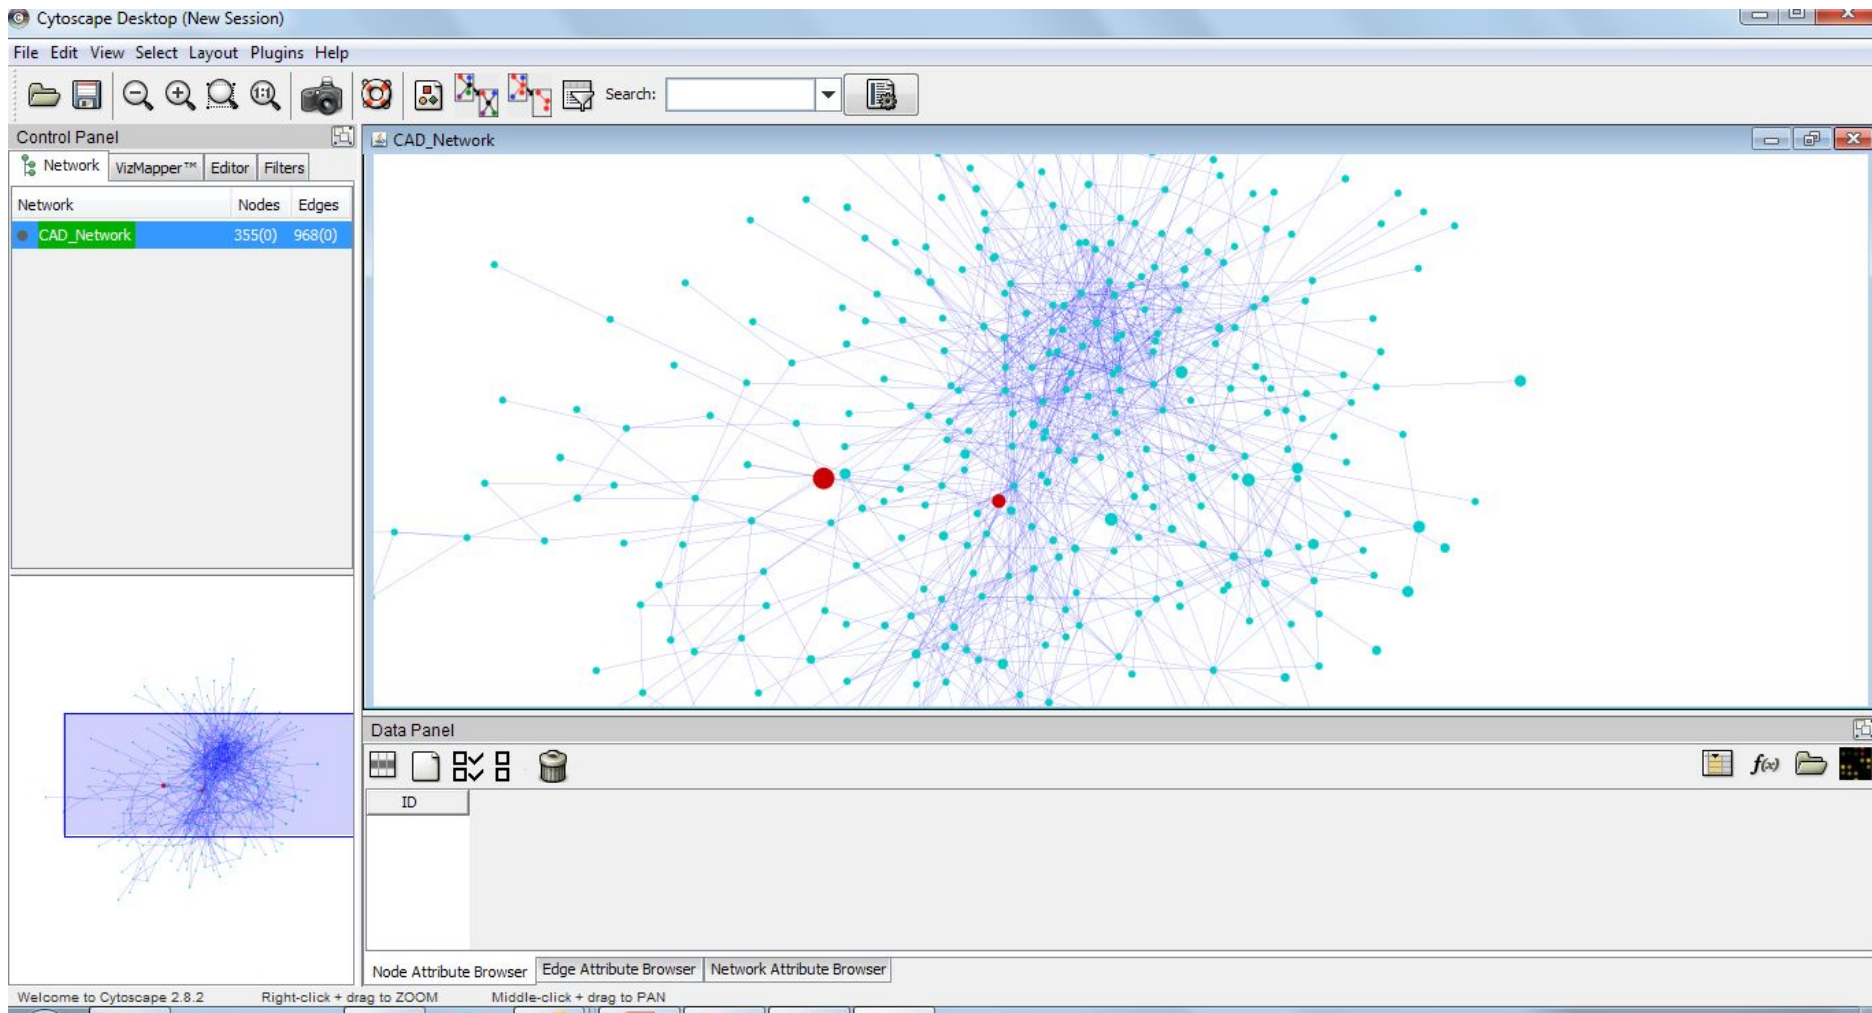 Cytoscape Desktop (New Session)
File Edit View Select Layout Plugins Help
Search:
Control Panel
Network VizMapper™ Editor Filters
Network Nodes Edges
CAD_Network 355(0) 968(0)
CAD_Network
1:1
Data Panel
f(x)
ID
Node Attribute Browser Edge Attribute Browser Network Attribute Browser
Welcome to Cytoscape 2.8.2 Right-click + drag to ZOOM Middle-click + drag to PAN